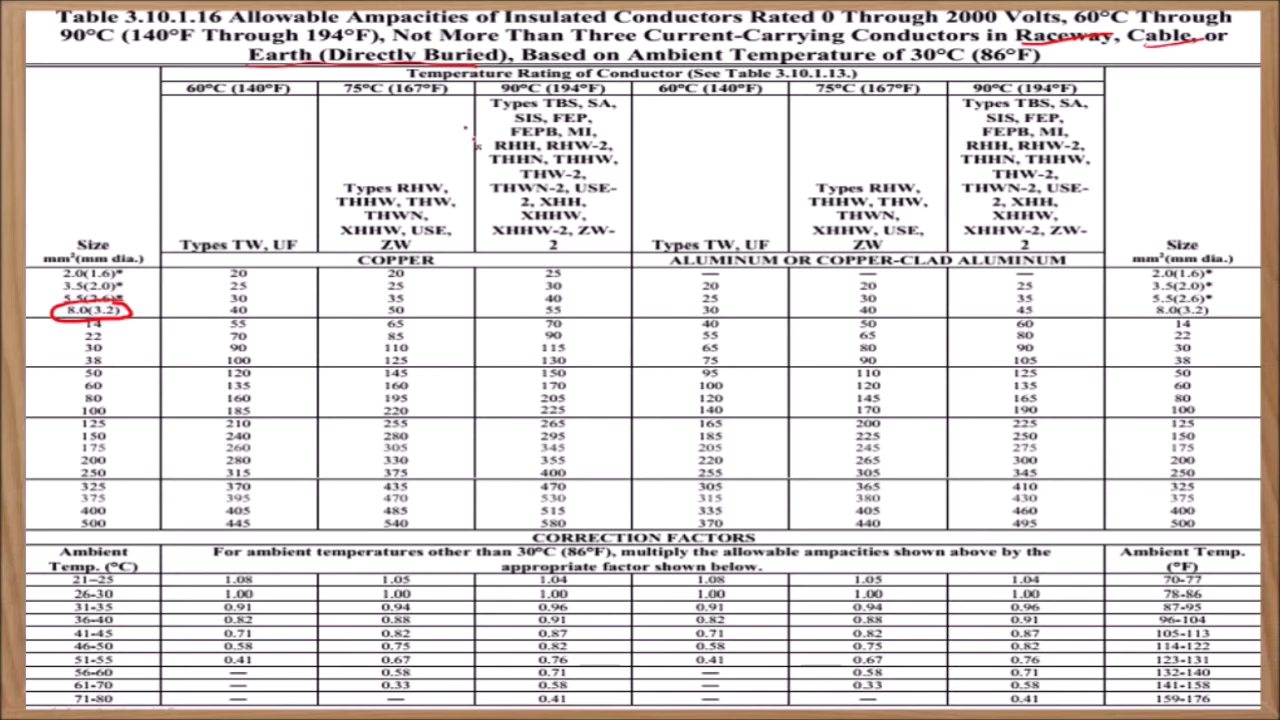 Table 3.10.1.16 Allowable Ampacities of Insulated Conductors Rated 0 Through 2000 Volts, 60°C Through
90°C (140°F Through 194°F), Not More Than Three Current-Carrying Conductors in Raceway, Cable, or
Earth (Directly Buried), Based on Ambient Temperature of 30°C (86°F)
Temperature Rating of Conductor (See Table 3.10.1.13.)
60°C (140°F) 75°C (167°F) 90°C (194°F) 60°C (140°F) 75°C (167°F) 90°C (194°F)
Types TBS, SA, Types TBS, SA,
SIS, FEP, SIS, FEP,
FEPB, MI, FEPB, MI,
RHH, RHW-2, RHH, RHW-2,
THHN, THHW, THHN, THHW,
THW-2, THW-2,
Types RHW, THWN-2, USE- Types RHW, THWN-2, USE-
THHW, THW, 2, XHH, THHW, THW, 2, XHH,
THWN, XHHW, THWN, XHHW,
XHHW, USE, XHHW-2, ZW- XHHW, USE, XHHW-2, ZW-
Size Types TW, UF ZW 2 Types TW, UF ZW 2 Size
mm²(mm dia.) COPPER ALUMINUM OR COPPER-CLAD ALUMINUM mm²(mm dia.)
2.0(1.6)* 20 20 25 — — — 2.0(1.6)*
3.5(2.0)* 25 25 30 20 20 25 3.5(2.0)*
5.5(2.6)* 30 35 40 25 30 35 5.5(2.6)*
8.0(3.2) 40 50 55 30 40 45 8.0(3.2)
14 55 65 70 40 50 60 14
22 70 85 90 55 65 80 22
30 90 110 115 65 80 90 30
38 100 125 130 75 90 105 38
50 120 145 150 95 110 125 50
60 135 160 170 100 120 135 60
80 160 195 205 120 145 165 80
100 185 220 225 140 170 190 100
125 210 255 265 165 200 225 125
150 240 280 295 185 225 250 150
175 260 305 345 205 245 275 175
200 280 330 355 220 265 300 200
250 315 375 400 255 305 345 250
325 370 435 470 305 365 410 325
375 395 470 530 315 380 430 375
400 405 485 515 335 405 460 400
500 445 540 580 370 440 495 500
CORRECTION FACTORS
Ambient For ambient temperatures other than 30°C (86°F), multiply the allowable ampacities shown above by the Ambient Temp.
Temp. (°C) appropriate factor shown below. (°F)
21–25 1.08 1.05 1.04 1.08 1.05 1.04 70-77
26-30 1.00 1.00 1.00 1.00 1.00 1.00 78-86
31-35 0.91 0.94 0.96 0.91 0.94 0.96 87-95
36-40 0.82 0.88 0.91 0.82 0.88 0.91 96-104
41-45 0.71 0.82 0.87 0.71 0.82 0.87 105-113
46-50 0.58 0.75 0.82 0.58 0.75 0.82 114-122
51-55 0.41 0.67 0.76 0.41 0.67 0.76 123-131
56-60 — 0.58 0.71 — 0.58 0.71 132-140
61-70 — 0.33 0.58 — 0.33 0.58 141-158
71-80 — — 0.41 — — 0.41 159-176